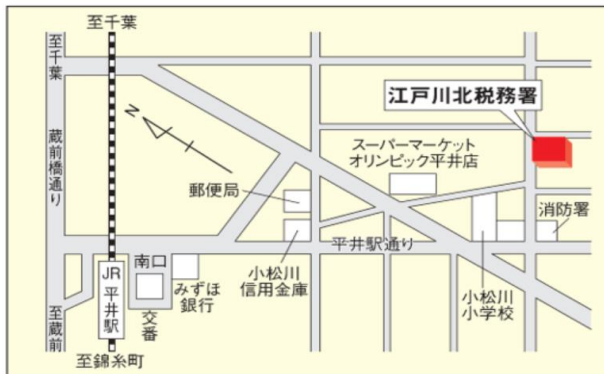 至千葉
至千葉
蔵前橋通り
至蔵前
N
江戸川北税務署
スーパーマーケット
オリンピック平井店
郵便局
消防署
平井駅通り
小松川
信用金庫
小松川
小学校
南口
JR
平井駅
みずほ
銀行
交番
至錦糸町